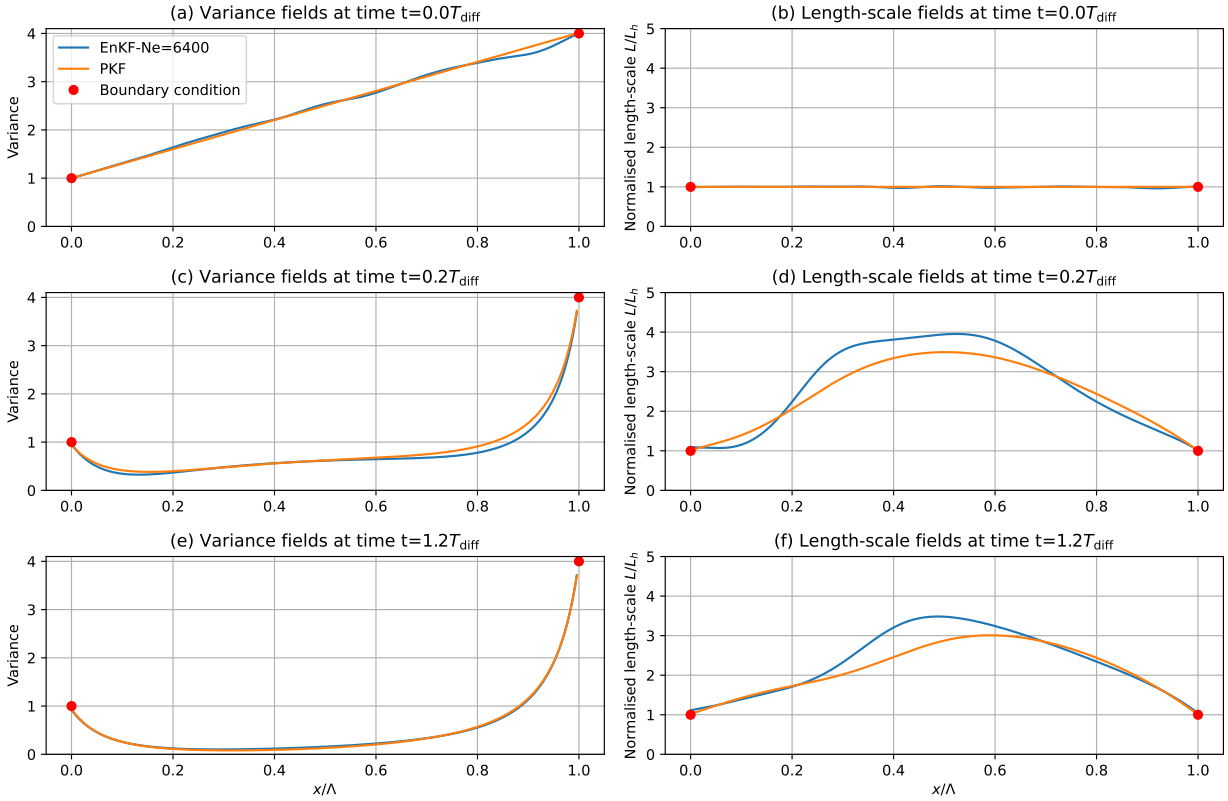 (a) Variance fields at time t=0.0T_diff
Variance
4
3
2
1
0
EnKF-Ne=6400
PKF
Boundary condition
0.0 0.2 0.4 0.6 0.8 1.0
(b) Length-scale fields at time t=0.0T_diff
Normalised length-scale L/L_h
5
4
3
2
1
0
0.0 0.2 0.4 0.6 0.8 1.0
(c) Variance fields at time t=0.2T_diff
Variance
4
3
2
1
0
0.0 0.2 0.4 0.6 0.8 1.0
(d) Length-scale fields at time t=0.2T_diff
Normalised length-scale L/L_h
5
4
3
2
1
0
0.0 0.2 0.4 0.6 0.8 1.0
(e) Variance fields at time t=1.2T_diff
Variance
4
3
2
1
0
0.0 0.2 0.4 0.6 0.8 1.0
x/Λ
(f) Length-scale fields at time t=1.2T_diff
Normalised length-scale L/L_h
5
4
3
2
1
0
0.0 0.2 0.4 0.6 0.8 1.0
x/Λ